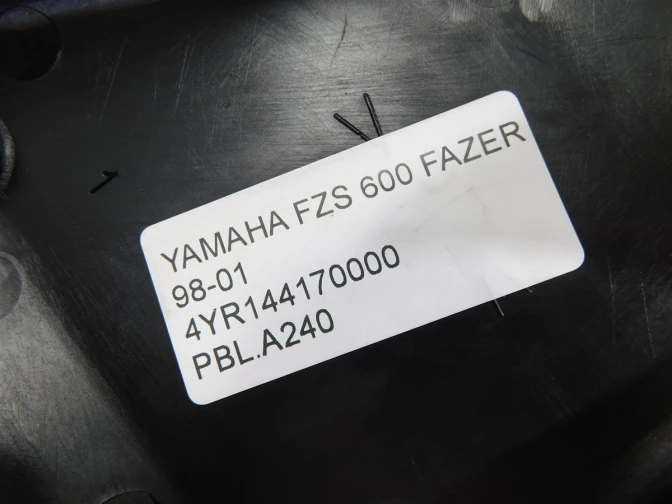 YAMAHA FZS 600 FAZER
98-01
4YR144170000
PBL.A240